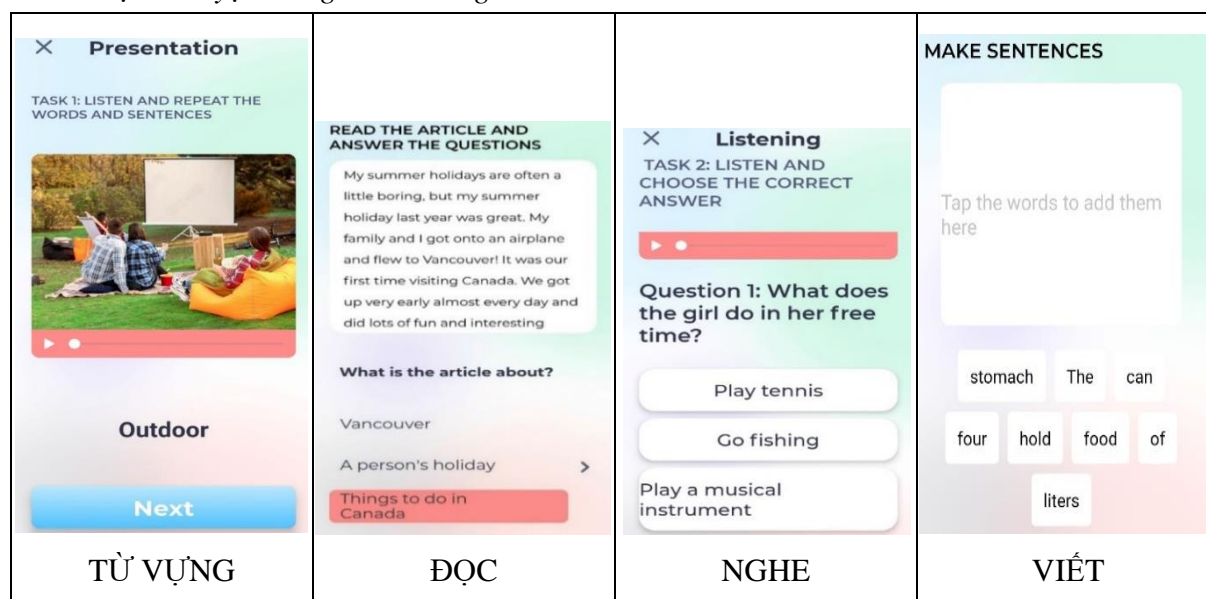 × Presentation
TASK 1: LISTEN AND REPEAT THE
WORDS AND SENTENCES
Outdoor
Next
TỪ VỰNG
READ THE ARTICLE AND
ANSWER THE QUESTIONS
My summer holidays are often a
little boring, but my summer
holiday last year was great. My
family and I got onto an airplane
and flew to Vancouver! It was our
first time visiting Canada. We got
up very early almost every day and
did lots of fun and interesting
What is the article about?
Vancouver
A person's holiday >
Things to do in
Canada
ĐỌC
× Listening
TASK 2: LISTEN AND
CHOOSE THE CORRECT
ANSWER
Question 1: What does
the girl do in her free
time?
Play tennis
Go fishing
Play a musical
instrument
NGHE
MAKE SENTENCES
Tap the words to add them
here
stomach The can
four hold food of
liters
VIẾT